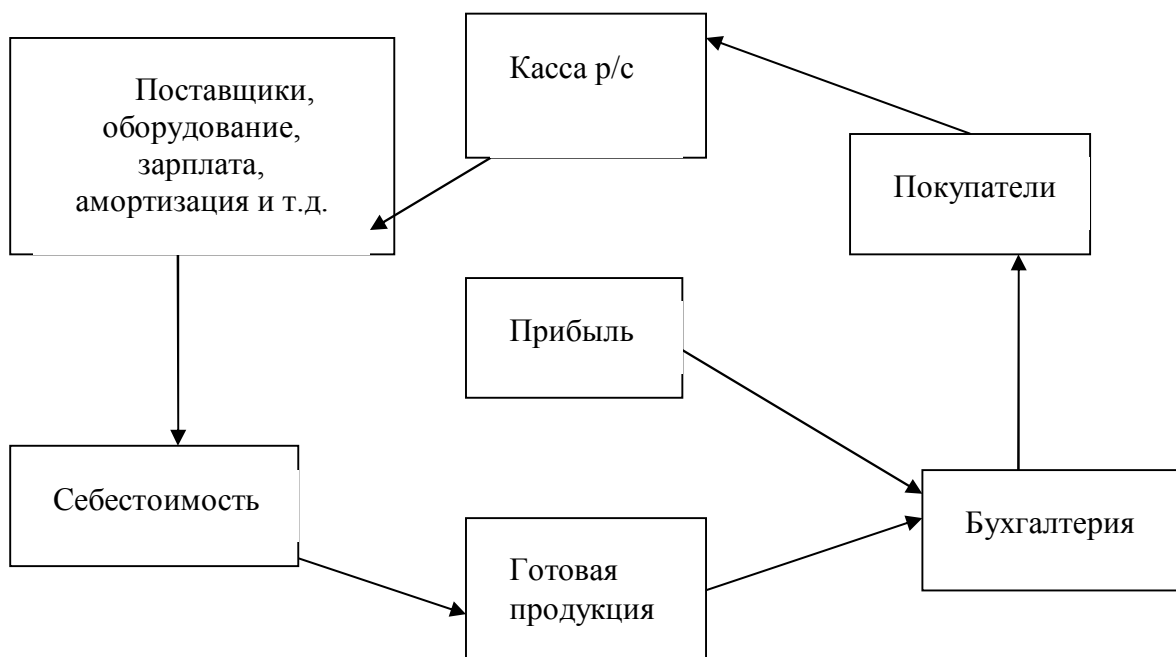 Касса р/с
Поставщики,
оборудование,
зарплата,
амортизация и т.д.
Покупатели
Прибыль
Себестоимость
Бухгалтерия
Готовая
продукция